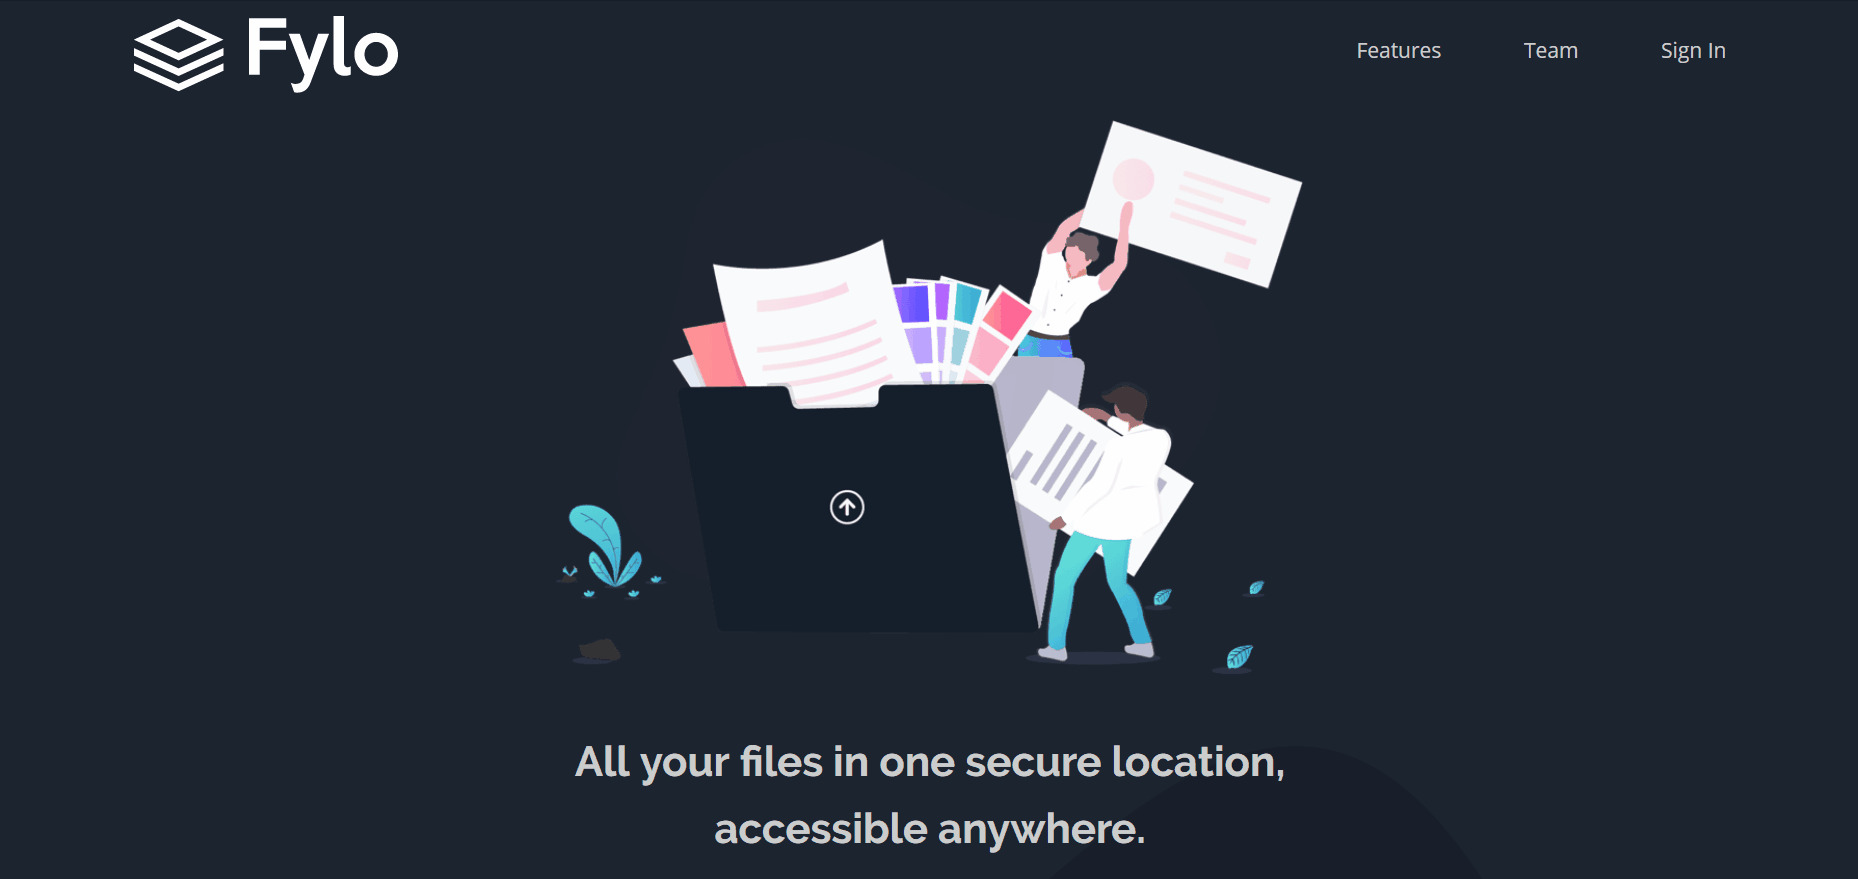 Fylo
Features
Team
Sign In
All your files in one secure location,
accessible anywhere.